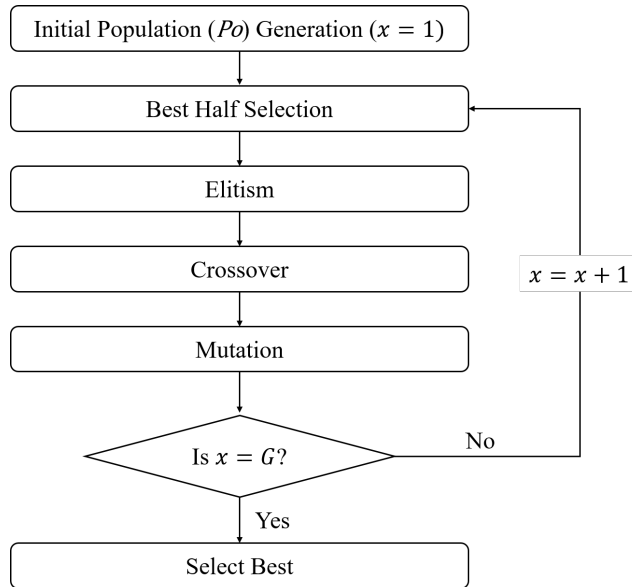 Initial Population (Po) Generation (x = 1)
Best Half Selection
Elitism
Crossover
x = x + 1
Mutation
Is x = G?
No
Yes
Select Best